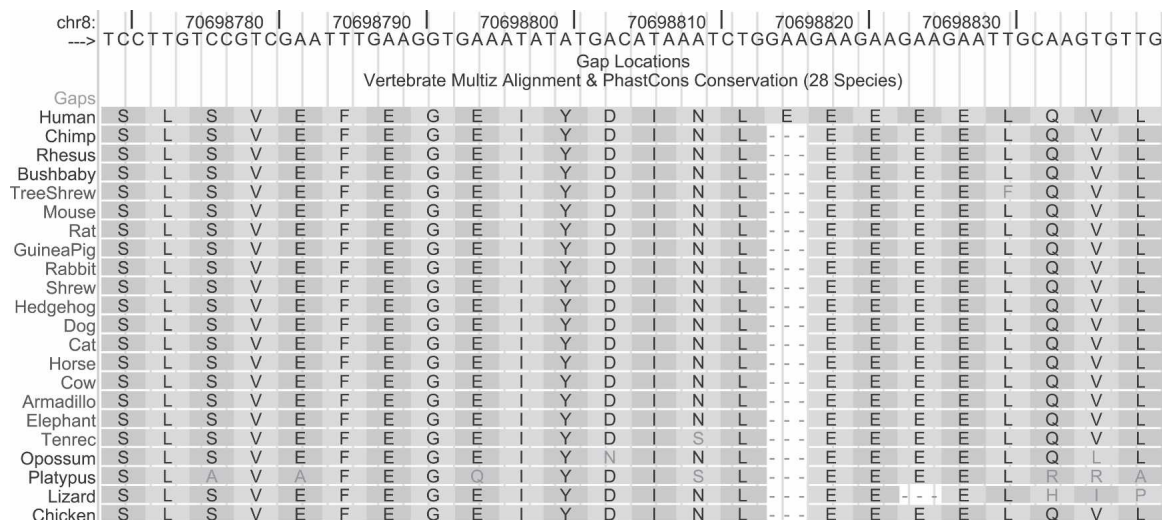 chr8: 70698780 70698790 70698800 70698810 70698820 70698830
---> TCCTTGTCCGTCGAATTTGAAGGTGAAATATATGACATAAATCTGGAAGAAGAAGAAGAATTGCAAGTGTTG
Gap Locations
Vertebrate Multiz Alignment & PhastCons Conservation (28 Species)
Gaps
Human S L S V E F E G E I Y D I N L E E E E E L Q V L
Chimp S L S V E F E G E I Y D I N L - - - E E E E L Q V L
Rhesus S L S V E F E G E I Y D I N L - - - E E E E L Q V L
Bushbaby S L S V E F E G E I Y D I N L - - - E E E E L Q V L
TreeShrew S L S V E F E G E I Y D I N L - - - E E E E F Q V L
Mouse S L S V E F E G E I Y D I N L - - - E E E E L Q V L
Rat S L S V E F E G E I Y D I N L - - - E E E E L Q V L
GuineaPig S L S V E F E G E I Y D I N L - - - E E E E L Q V L
Rabbit S L S V E F E G E I Y D I N L - - - E E E E L Q V L
Shrew S L S V E F E G E I Y D I N L - - - E E E E L Q V L
Hedgehog S L S V E F E G E I Y D I N L - - - E E E E L Q V L
Dog S L S V E F E G E I Y D I N L - - - E E E E L Q V L
Cat S L S V E F E G E I Y D I N L - - - E E E E L Q V L
Horse S L S V E F E G E I Y D I N L - - - E E E E L Q V L
Cow S L S V E F E G E I Y D I N L - - - E E E E L Q V L
Armadillo S L S V E F E G E I Y D I N L - - - E E E E L Q V L
Elephant S L S V E F E G E I Y D I N L - - - E E E E L Q V L
Tenrec S L S V E F E G E I Y D I S L - - - E E E E L Q V L
Opossum S L S V E F E G E I Y N I N L - - - E E E E L Q L L
Platypus S L A V A F E G Q I Y D I S L - - - E E E E L R R A
Lizard S L S V E F E G E I Y D I N L - - - E E - - - E L H I P
Chicken S L S V E F E G E I Y D I N L - - - E E E E L Q V L